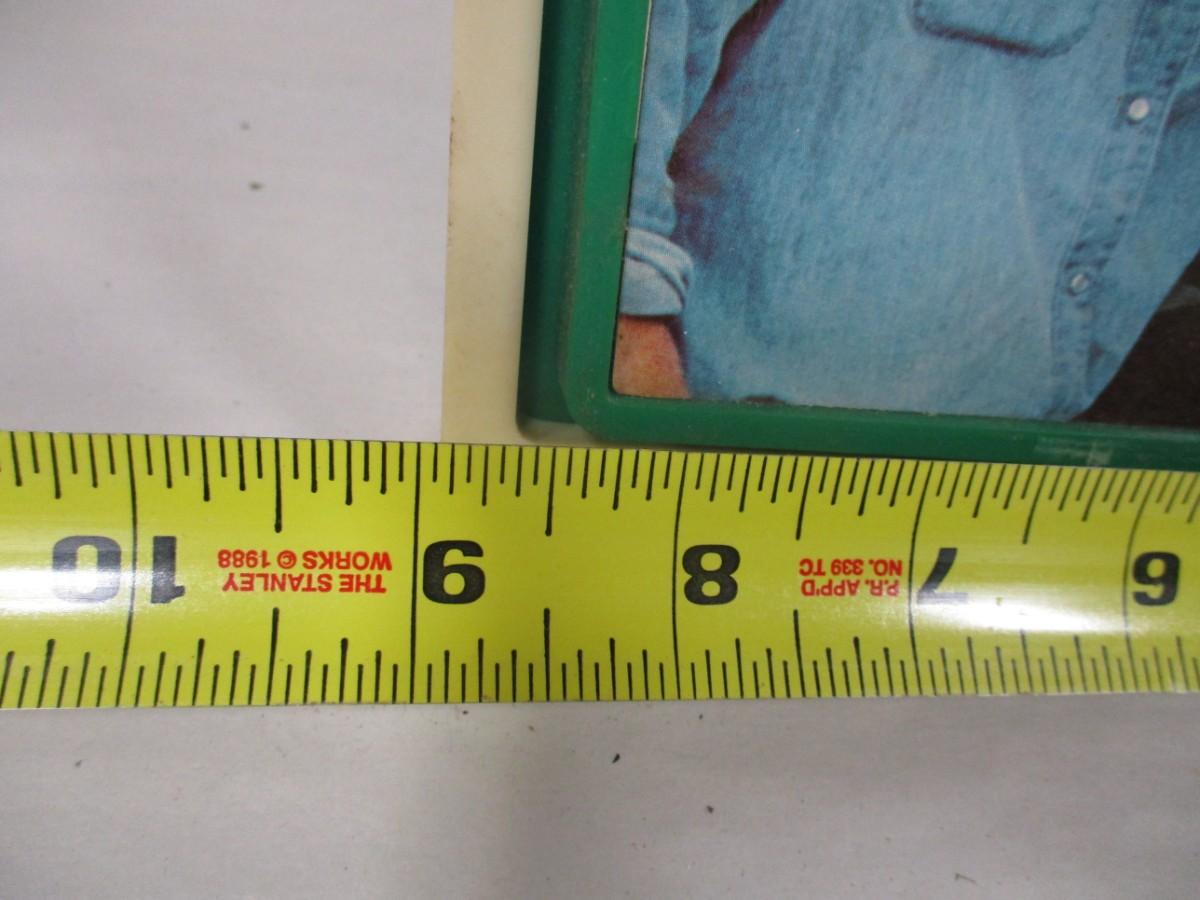 6
7
P.R. APP'D
NO. 339 TC
8
9
THE STANLEY
WORKS © 1988
10